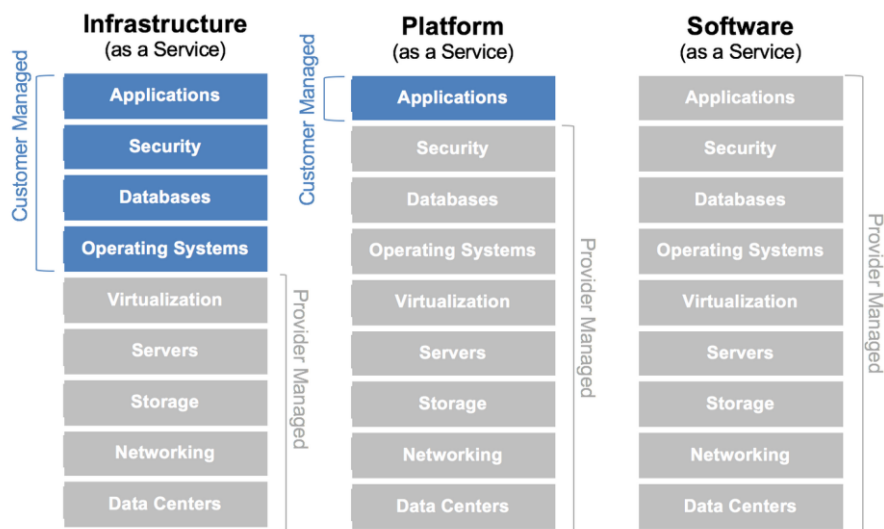 Infrastructure
(as a Service)
Customer Managed
Applications
Security
Databases
Operating Systems
Virtualization
Servers
Storage
Networking
Data Centers
Provider Managed
Platform
(as a Service)
Customer Managed
Applications
Security
Databases
Operating Systems
Virtualization
Servers
Storage
Networking
Data Centers
Provider Managed
Software
(as a Service)
Applications
Security
Databases
Operating Systems
Virtualization
Servers
Storage
Networking
Data Centers
Provider Managed